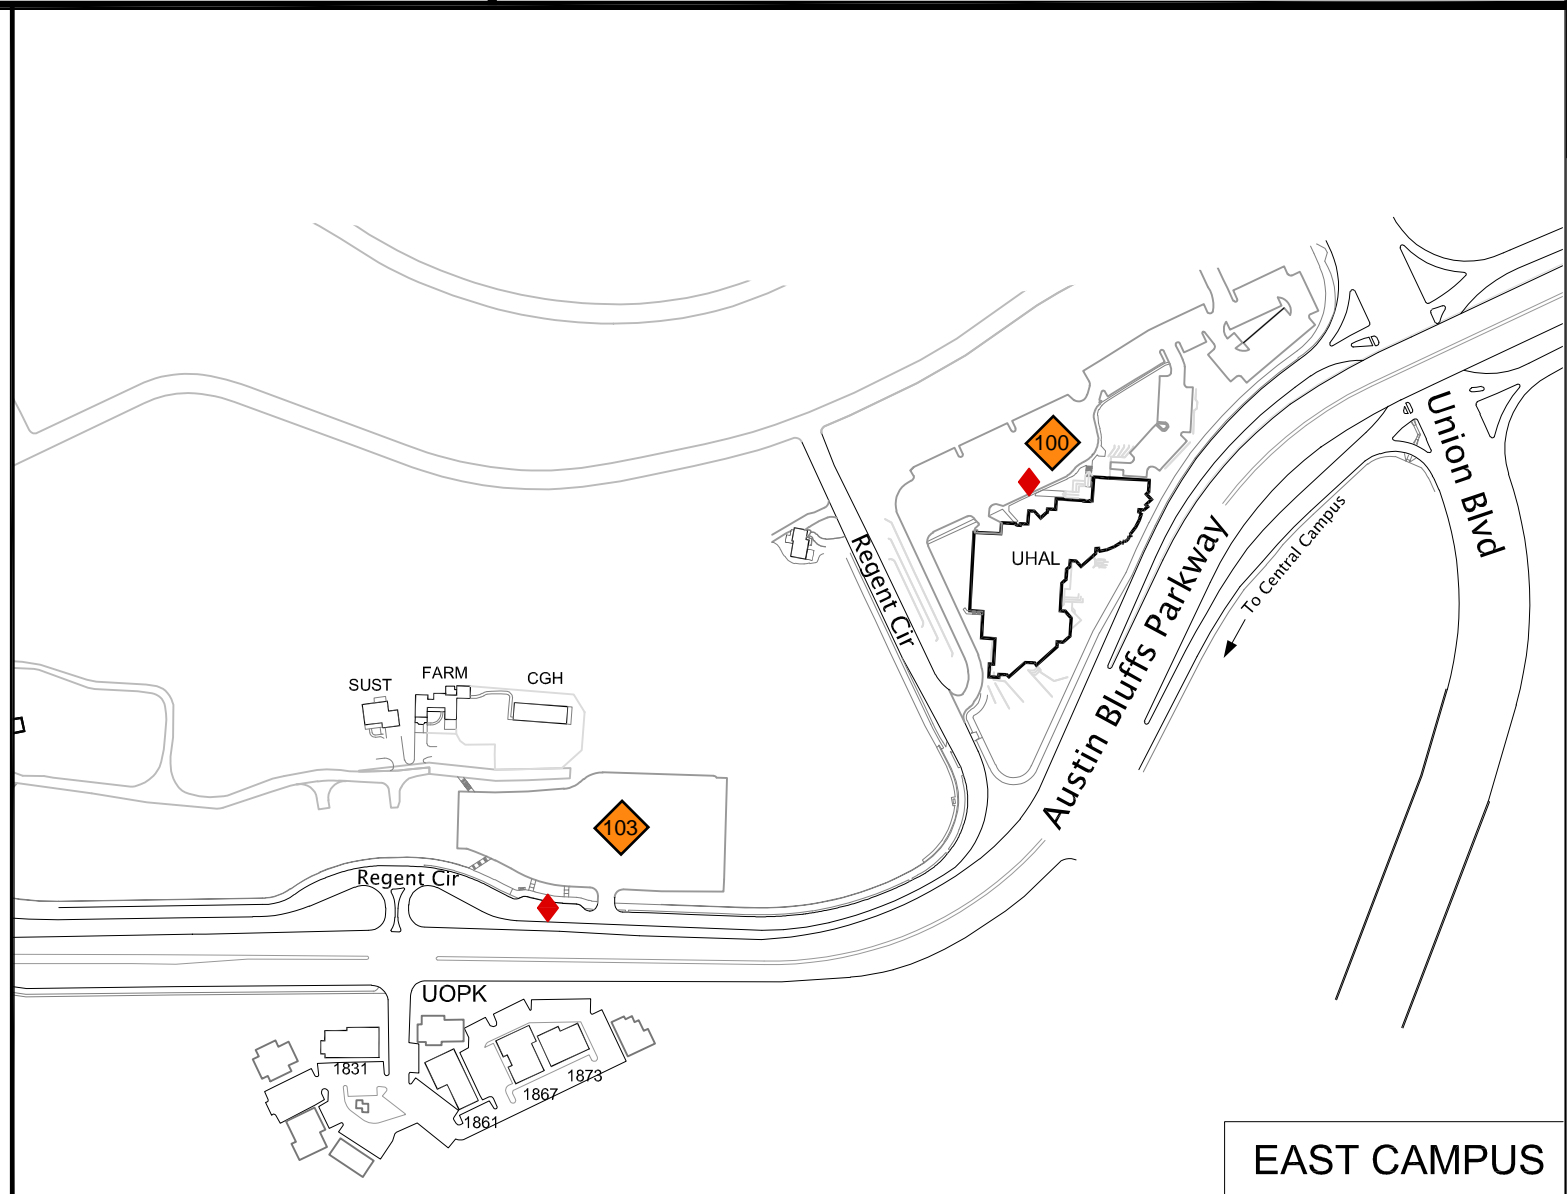 100
Union Blvd
Regent Cir
UHAL
To Central Campus
Austin Bluffs Parkway
FARM
SUST
CGH
103
Regent Cir
UOPK
1831
1873
1867
1861
EAST CAMPUS